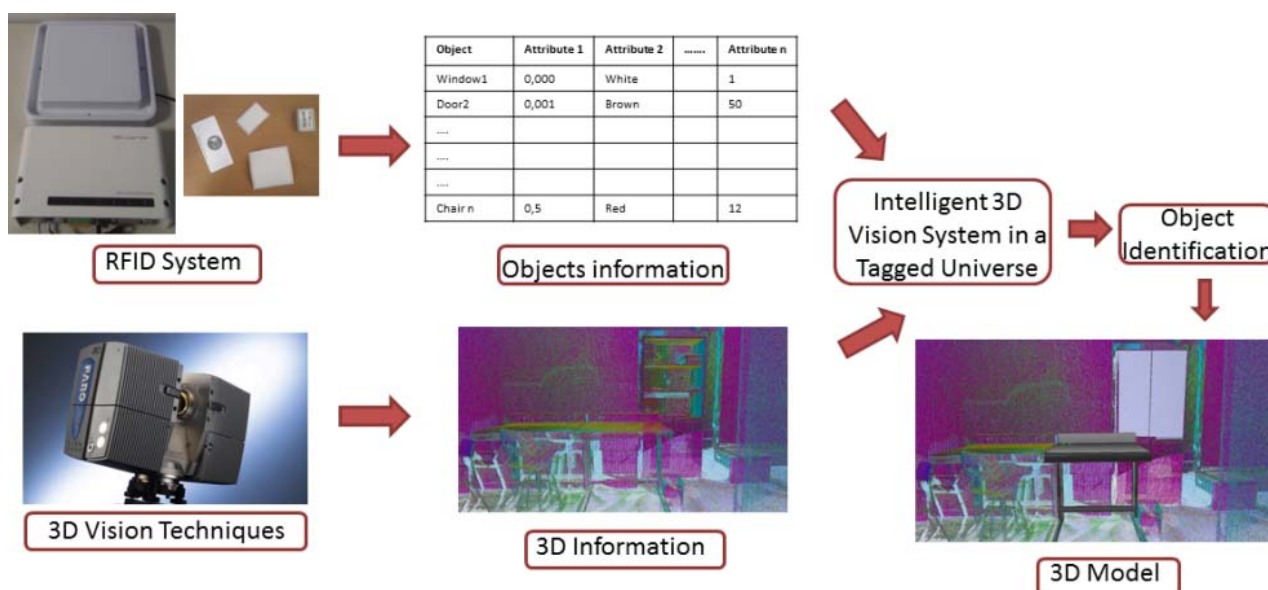 Object Attribute 1 Attribute 2 ....... Attribute n
Window1 0,000 White 1
Door2 0,001 Brown 50
....
....
....
Chair n 0,5 Red 12
RFID System
Objects information
Intelligent 3D
Vision System in a
Tagged Universe
Object
Identification
FARO
3D Vision Techniques
3D Information
3D Model